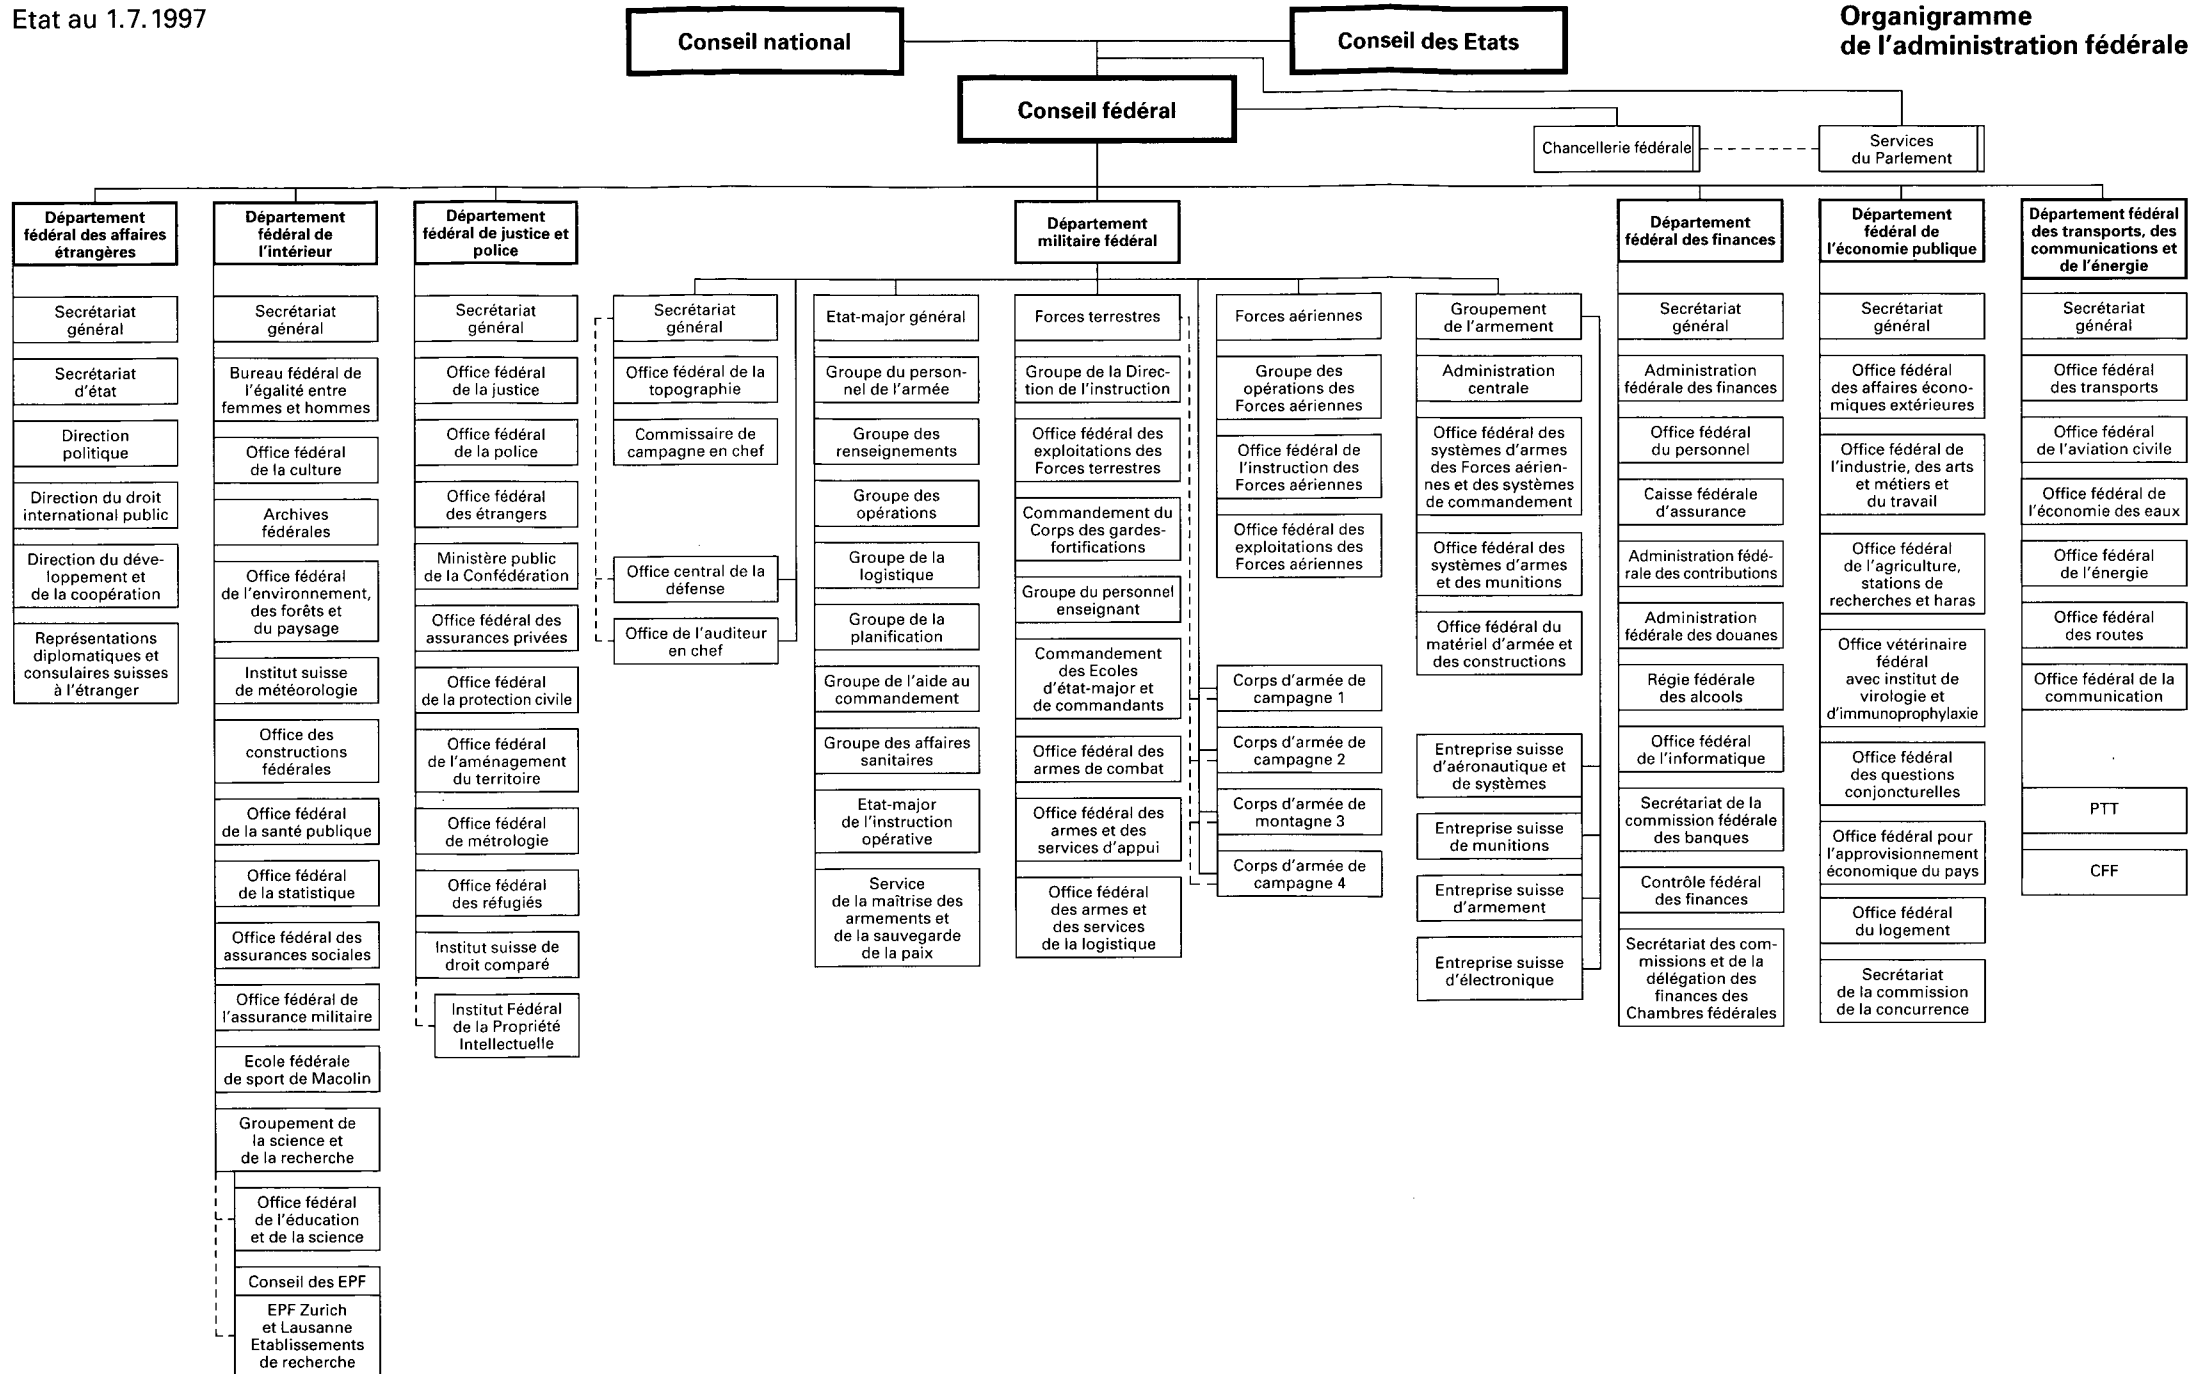 Etat au 1.7.1997
Organigramme
de l'administration fédérale
Conseil national
Conseil des Etats
Conseil fédéral
Chancellerie fédérale
Services
du Parlement
Département
fédéral des affaires
étrangères
Secrétariat
général
Secrétariat
d'état
Direction
politique
Direction du droit
international public
Direction du déve-
loppement et
de la coopération
Représentations
diplomatiques et
consulaires suisses
à l'étranger
Département
fédéral de
l'intérieur
Secrétariat
général
Bureau fédéral de
l'égalité entre
femmes et hommes
Office fédéral
de la culture
Archives
fédérales
Office fédéral
de l'environnement,
des forêts et
du paysage
Institut suisse
de météorologie
Office des
constructions
fédérales
Office fédéral
de la santé publique
Office fédéral
de la statistique
Office fédéral des
assurances sociales
Office fédéral de
l'assurance militaire
Ecole fédérale
de sport de Macolin
Groupement de
la science et
de la recherche
Office fédéral
de l'éducation
et de la science
Conseil des EPF
EPF Zurich
et Lausanne
Etablissements
de recherche
Département
fédéral de justice et
police
Secrétariat
général
Office fédéral
de la justice
Office fédéral
de la police
Office fédéral
des étrangers
Ministère public
de la Confédération
Office fédéral des
assurances privées
Office fédéral
de la protection civile
Office fédéral
de l'aménagement
du territoire
Office fédéral
de métrologie
Office fédéral
des réfugiés
Institut suisse de
droit comparé
Institut Fédéral
de la Propriété
Intellectuelle
Département
militaire fédéral
Secrétariat
général
Office fédéral de la
topographie
Commissaire de
campagne en chef
Office central de la
défense
Office de l'auditeur
en chef
Etat-major général
Groupe du person-
nel de l'armée
Groupe des
renseignements
Groupe des
opérations
Groupe de la
logistique
Groupe de la
planification
Groupe de l'aide au
commandement
Groupe des affaires
sanitaires
Etat-major
de l'instruction
opérative
Service
de la maîtrise des
armements et
de la sauvegarde
de la paix
Forces terrestres
Groupe de la Direc-
tion de l'instruction
Office fédéral des
exploitations des
Forces terrestres
Commandement du
Corps des gardes-
fortifications
Groupe du personnel
enseignant
Commandement
des Ecoles
d'état-major et
de commandants
Office fédéral des
armes de combat
Office fédéral des
armes et des
services d'appui
Office fédéral
des armes et
des services
de la logistique
Forces aériennes
Groupe des
opérations des
Forces aériennes
Office fédéral de
l'instruction des
Forces aériennes
Office fédéral des
exploitations des
Forces aériennes
Corps d'armée de
campagne 1
Corps d'armée de
campagne 2
Corps d'armée de
montagne 3
Corps d'armée de
campagne 4
Groupement
de l'armement
Administration
centrale
Office fédéral des
systèmes d'armes
des Forces aérien-
nes et des systèmes
de commandement
Office fédéral des
systèmes d'armes
et des munitions
Office fédéral du
matériel d'armée et
des constructions
Entreprise suisse
d'aéronautique et
de systèmes
Entreprise suisse
de munitions
Entreprise suisse
d'armement
Entreprise suisse
d'électronique
Département
fédéral des finances
Secrétariat
général
Administration
fédérale des finances
Office fédéral
du personnel
Caisse fédérale
d'assurance
Administration fédé-
rale des contributions
Administration
fédérale des douanes
Régie fédérale
des alcools
Office fédéral
de l'informatique
Secrétariat de la
commission fédérale
des banques
Contrôle fédéral
des finances
Secrétariat des com-
missions et de la
délégation des
finances des
Chambres fédérales
Département
fédéral de
l'économie publique
Secrétariat
général
Office fédéral
des affaires écono-
miques extérieures
Office fédéral de
l'industrie, des arts
et métiers et
du travail
Office fédéral
de l'agriculture,
stations de
recherches et haras
Office vétérinaire
fédéral
avec institut de
virologie et
d'immunoprophylaxie
Office fédéral
des questions
conjoncturelles
Office fédéral pour
l'approvisionnement
économique du pays
Office fédéral
du logement
Secrétariat
de la commission
de la concurrence
Département fédéral
des transports, des
communications et
de l'énergie
Secrétariat
général
Office fédéral
des transports
Office fédéral
de l'aviation civile
Office fédéral de
l'économie des eaux
Office fédéral
de l'énergie
Office fédéral
des routes
Office fédéral de la
communication
PTT
CFF